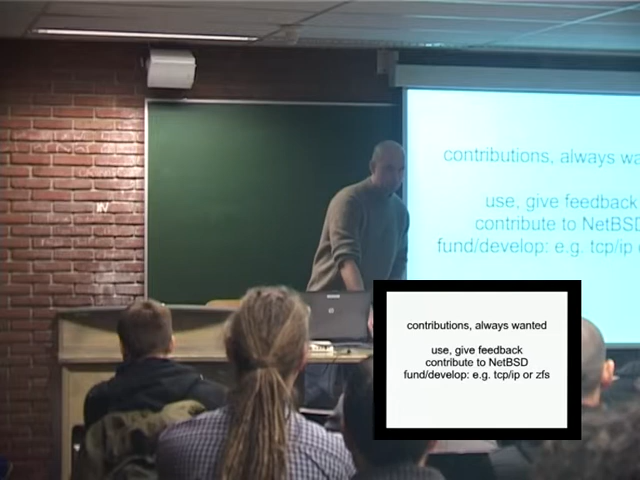 contributions, always wa
use, give feedback
contribute to NetBSD
fund/develop: e.g. tcp/ip
contributions, always wanted
use, give feedback
contribute to NetBSD
fund/develop: e.g. tcp/ip or zfs